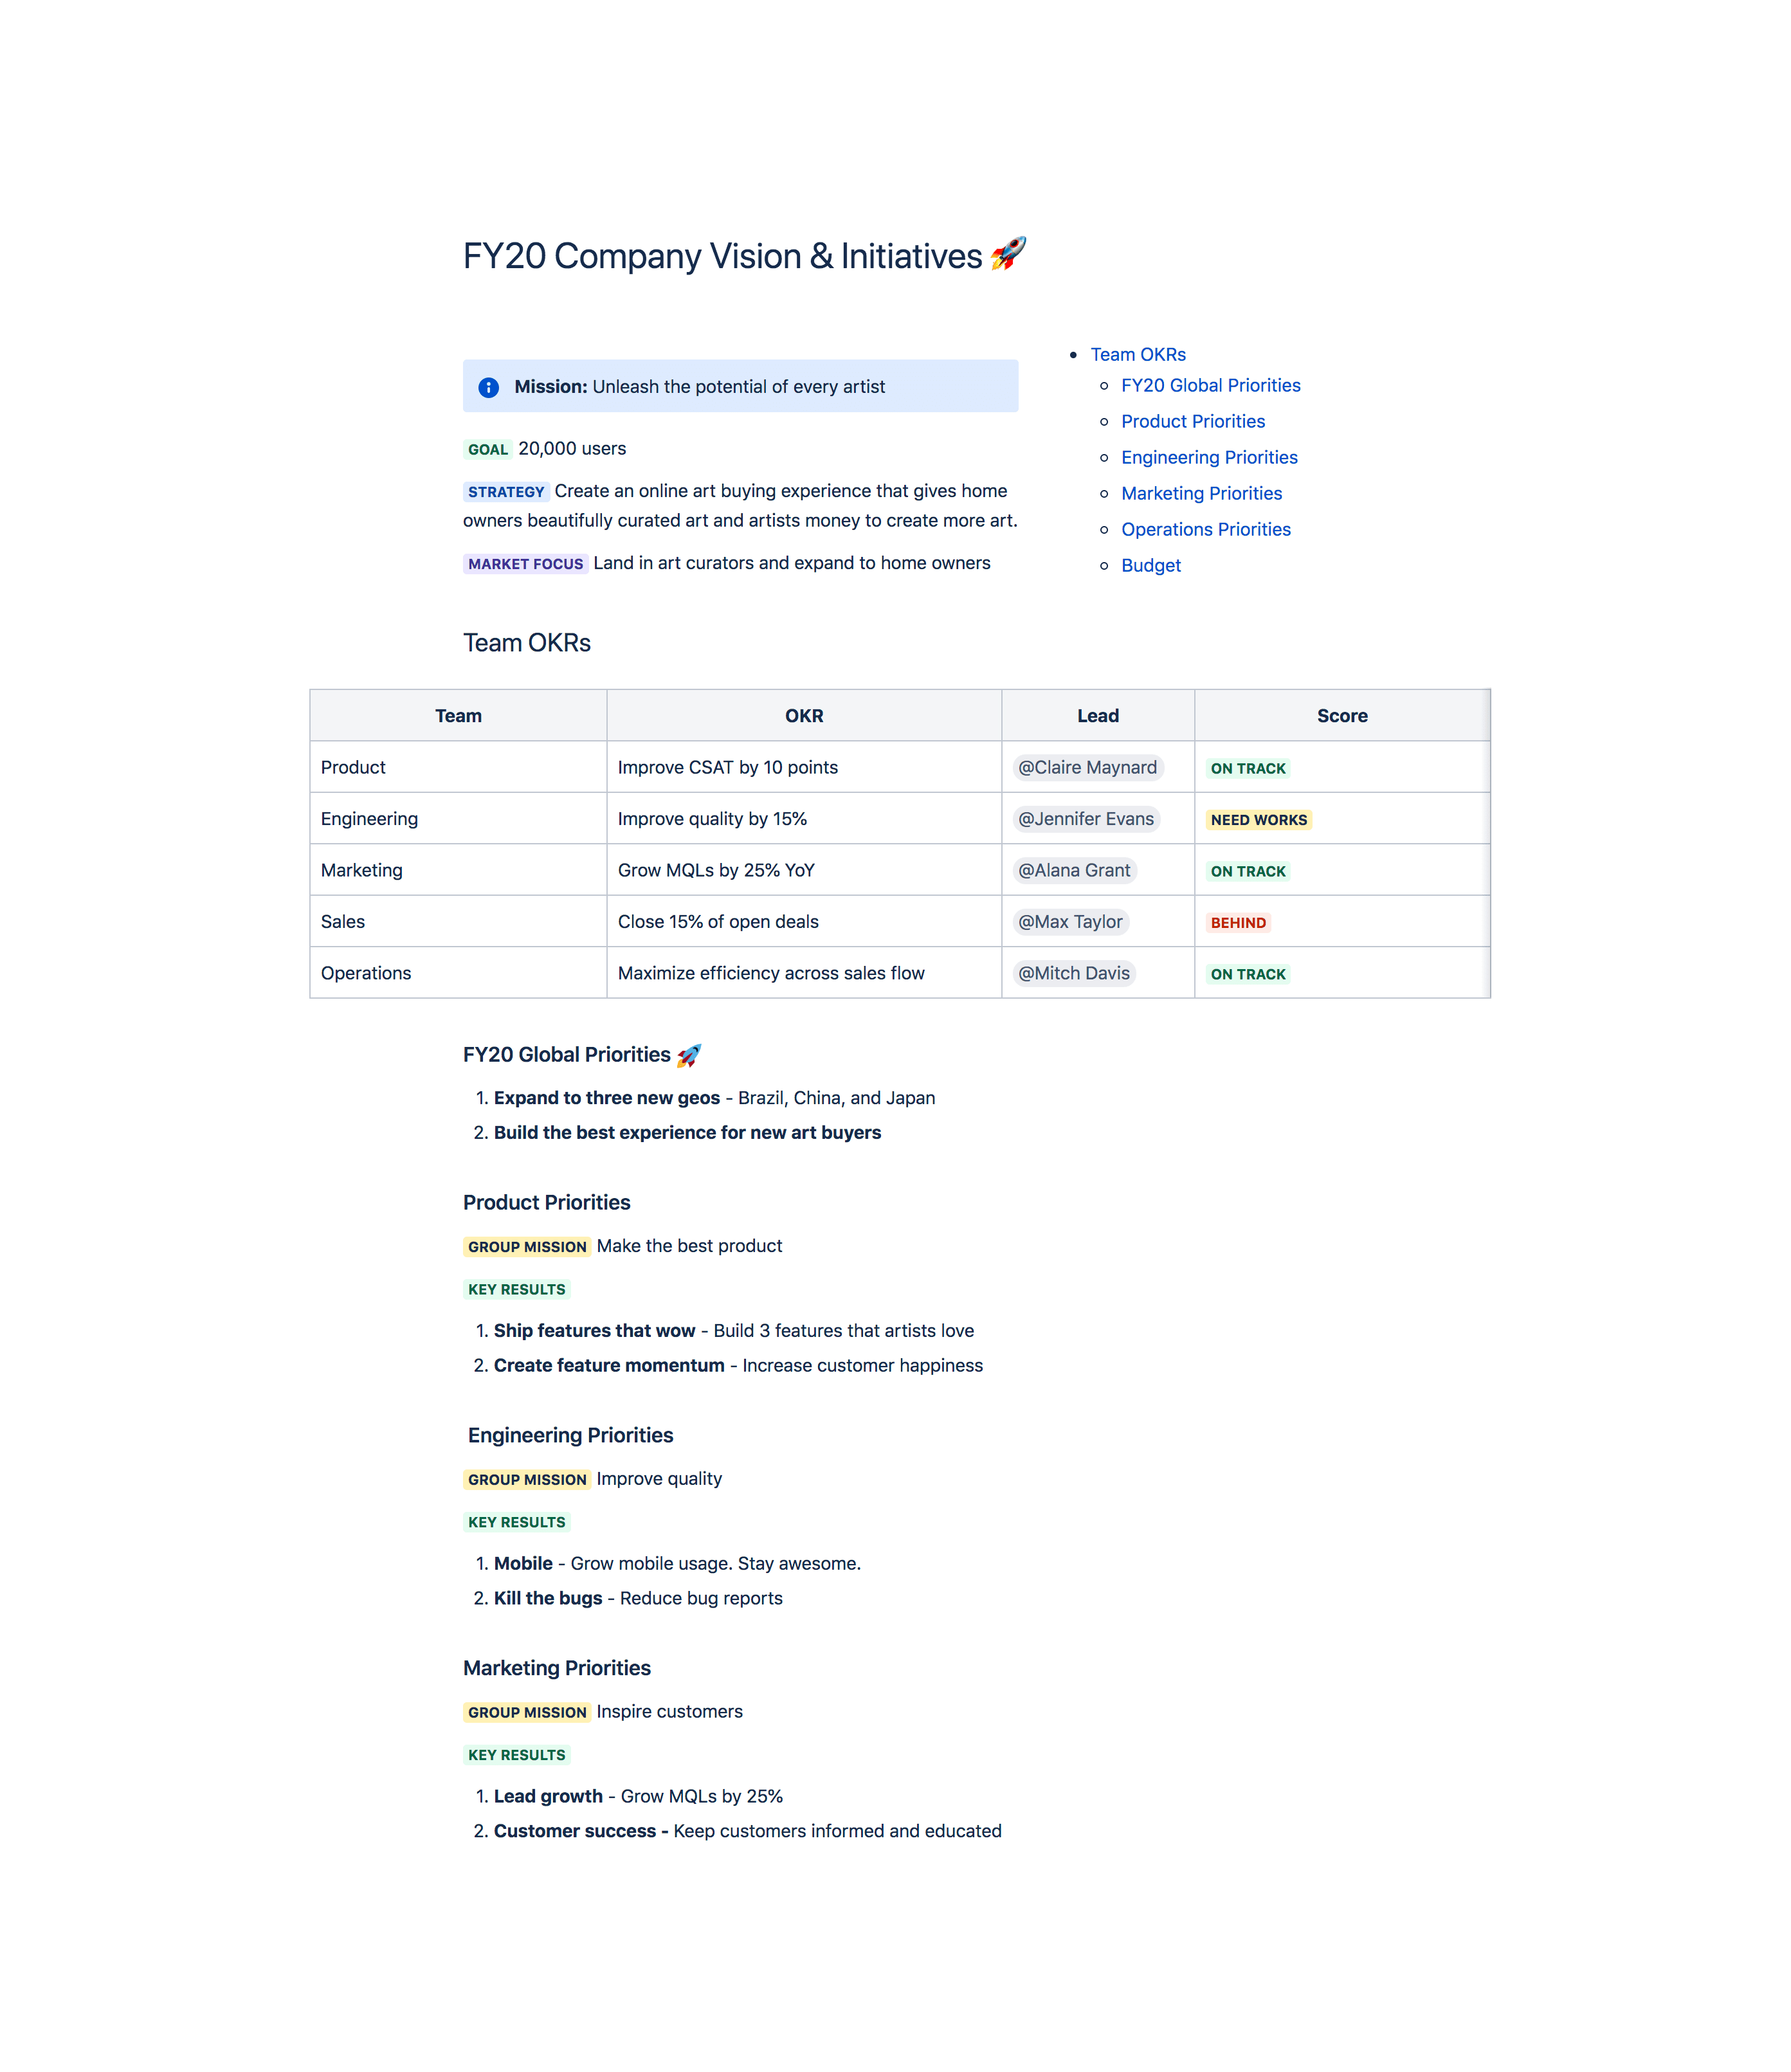 FY20 Company Vision & Initiatives 🚀
Mission: Unleash the potential of every artist
GOAL 20,000 users
STRATEGY Create an online art buying experience that gives home
owners beautifully curated art and artists money to create more art.
MARKET FOCUS Land in art curators and expand to home owners
Team OKRs
FY20 Global Priorities
Product Priorities
Engineering Priorities
Marketing Priorities
Operations Priorities
Budget
Team OKRs
Team OKR Lead Score
Product Improve CSAT by 10 points @Claire Maynard ON TRACK
Engineering Improve quality by 15% @Jennifer Evans NEED WORKS
Marketing Grow MQLs by 25% YoY @Alana Grant ON TRACK
Sales Close 15% of open deals @Max Taylor BEHIND
Operations Maximize efficiency across sales flow @Mitch Davis ON TRACK
FY20 Global Priorities 🚀
1. Expand to three new geos - Brazil, China, and Japan
2. Build the best experience for new art buyers
Product Priorities
GROUP MISSION Make the best product
KEY RESULTS
1. Ship features that wow - Build 3 features that artists love
2. Create feature momentum - Increase customer happiness
Engineering Priorities
GROUP MISSION Improve quality
KEY RESULTS
1. Mobile - Grow mobile usage. Stay awesome.
2. Kill the bugs - Reduce bug reports
Marketing Priorities
GROUP MISSION Inspire customers
KEY RESULTS
1. Lead growth - Grow MQLs by 25%
2. Customer success - Keep customers informed and educated